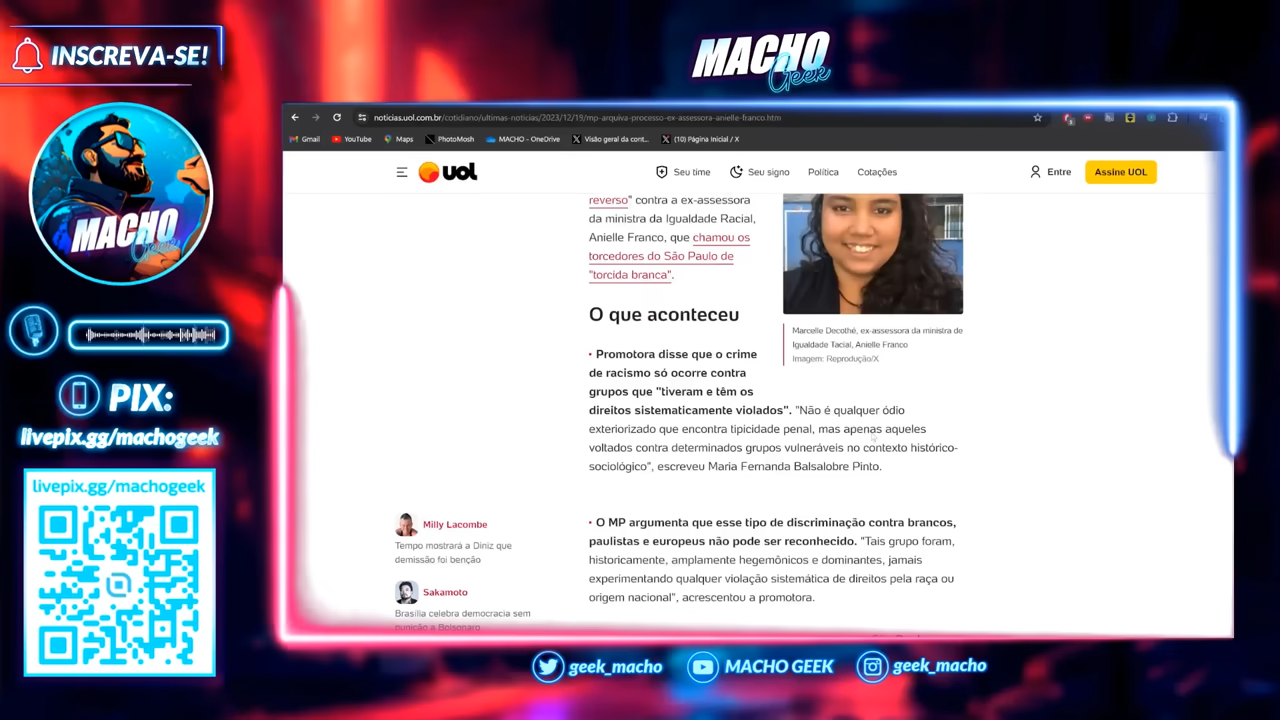 INSCREVA-SE!
MACHO
Geek
MACHO
Geek
PIX:
livepix.gg/machogeek
livepix.gg/machogeek
noticias.uol.com.br/cotidiano/ultimas-noticias/2023/12/19/mp-arquiva-processo-ex-assessora-anielle-franco.htm
Gmail YouTube Maps PhotoMosh MACHO - OneDrive Visão geral da cont... (10) Página Inicial / X
UOL Seu time Seu signo Política Cotações Entre Assine UOL
reverso" contra a ex-assessora
da ministra da Igualdade Racial,
Anielle Franco, que chamou os
torcedores do São Paulo de
"torcida branca".
Marcelle Decothé, ex-assessora da ministra de
Igualdade Tacial, Anielle Franco
Imagem: Reprodução/X
O que aconteceu
• Promotora disse que o crime
de racismo só ocorre contra
grupos que "tiveram e têm os
direitos sistematicamente violados". "Não é qualquer ódio
exteriorizado que encontra tipicidade penal, mas apenas aqueles
voltados contra determinados grupos vulneráveis no contexto histórico-
sociológico", escreveu Maria Fernanda Balsalobre Pinto.
• O MP argumenta que esse tipo de discriminação contra brancos,
paulistas e europeus não pode ser reconhecido. "Tais grupo foram,
historicamente, amplamente hegemônicos e dominantes, jamais
experimentando qualquer violação sistemática de direitos pela raça ou
origem nacional", acrescentou a promotora.
Milly Lacombe
Tempo mostrará a Diniz que
demissão foi benção
Sakamoto
Brasília celebra democracia sem
punição a Bolsonaro
geek_macho MACHO GEEK geek_macho